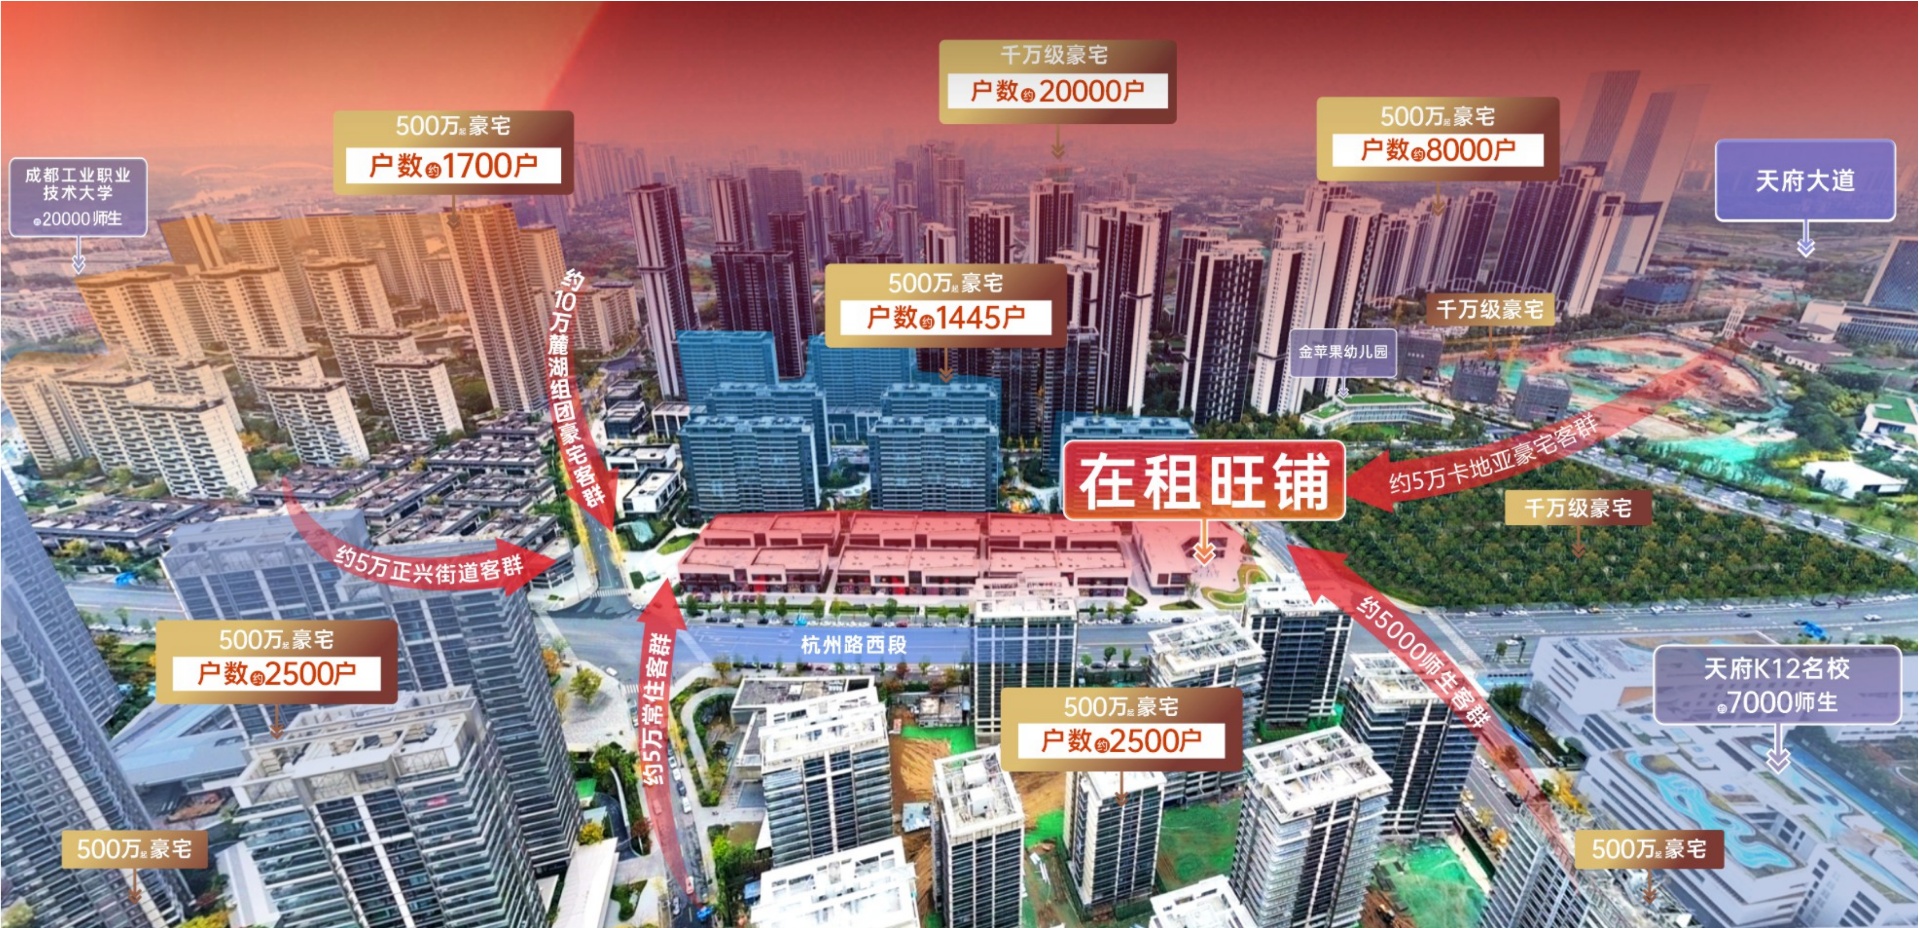 千万级豪宅
户数约20000户
500万起豪宅
户数约1700户
500万起豪宅
户数约8000户
成都工业职业
技术大学
约20000师生
天府大道
500万起豪宅
户数约1445户
千万级豪宅
金苹果幼儿园
约10万麓湖组团豪宅客群
在租旺铺
约5万卡地亚豪宅客群
千万级豪宅
约5万正兴街道客群
杭州路西段
约5万常住客群
约5000师生客群
500万起豪宅
户数约2500户
天府K12名校
约7000师生
500万起豪宅
户数约2500户
500万起豪宅
500万起豪宅